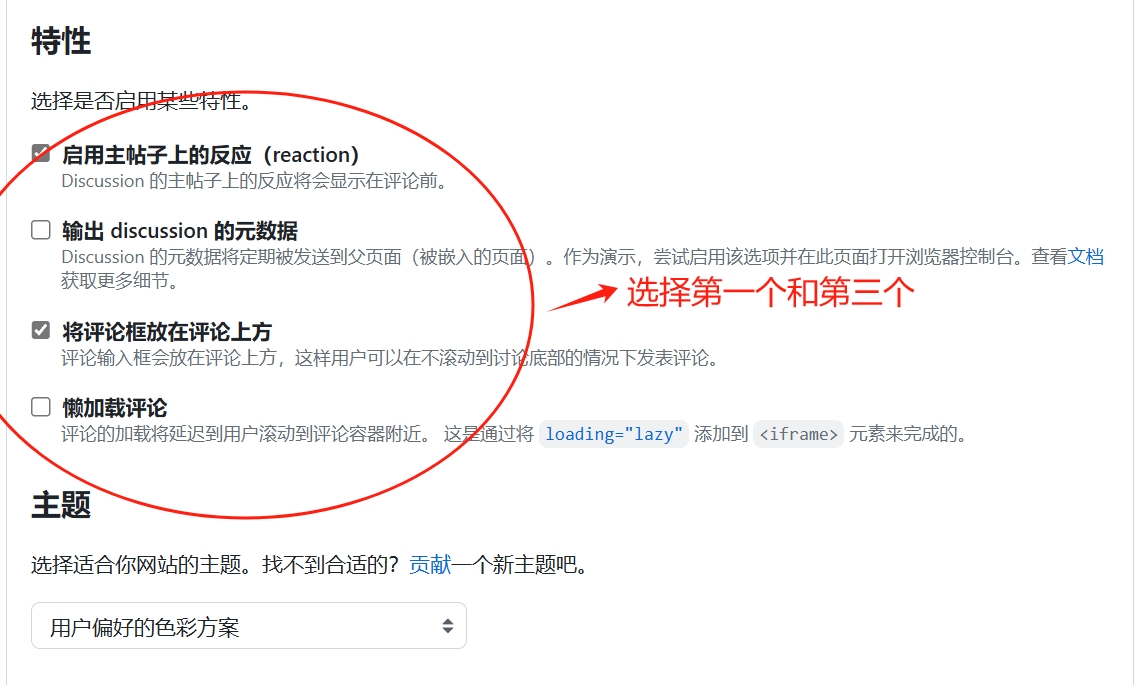 特性
选择是否启用某些特性。
启用主帖子上的反应（reaction）
Discussion 的主帖子上的反应将会显示在评论前。
输出 discussion 的元数据
Discussion 的元数据将定期被发送到父页面（被嵌入的页面）。作为演示，尝试启用该选项并在此页面打开浏览器控制台。查看文档
获取更多细节。
选择第一个和第三个
将评论框放在评论上方
评论输入框会放在评论上方，这样用户可以在不滚动到讨论底部的情况下发表评论。
懒加载评论
评论的加载将延迟到用户滚动到评论容器附近。 这是通过将 loading="lazy" 添加到 <iframe> 元素来完成的。
主题
选择适合你网站的主题。找不到合适的？贡献一个新主题吧。
用户偏好的色彩方案